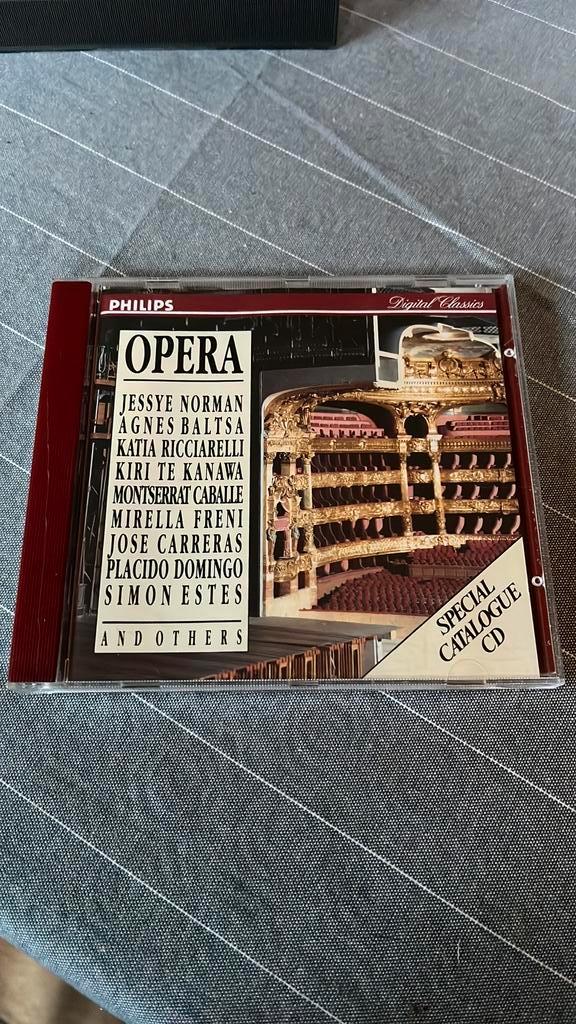 PHILIPS
Digital Classics
OPERA
JESSYE NORMAN
AGNES BALTSA
KATIA RICCIARELLI
KIRI TE KANAWA
MONTSERRAT CABALLE
MIRELLA FRENI
JOSE CARRERAS
PLACIDO DOMINGO
SIMON ESTES
AND OTHERS
SPECIAL
CATALOGUE
CD